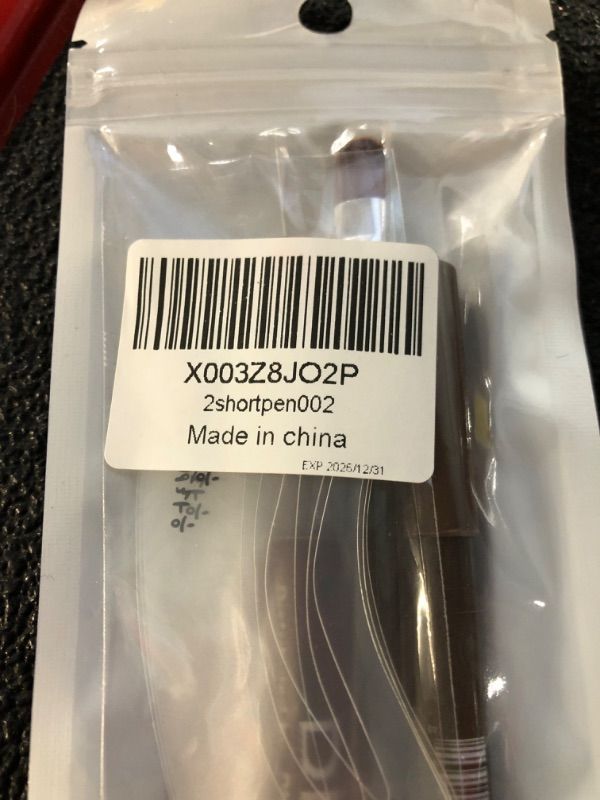 X003Z8JO2P
2shortpen002
Made in china
EXP 2026/12/31